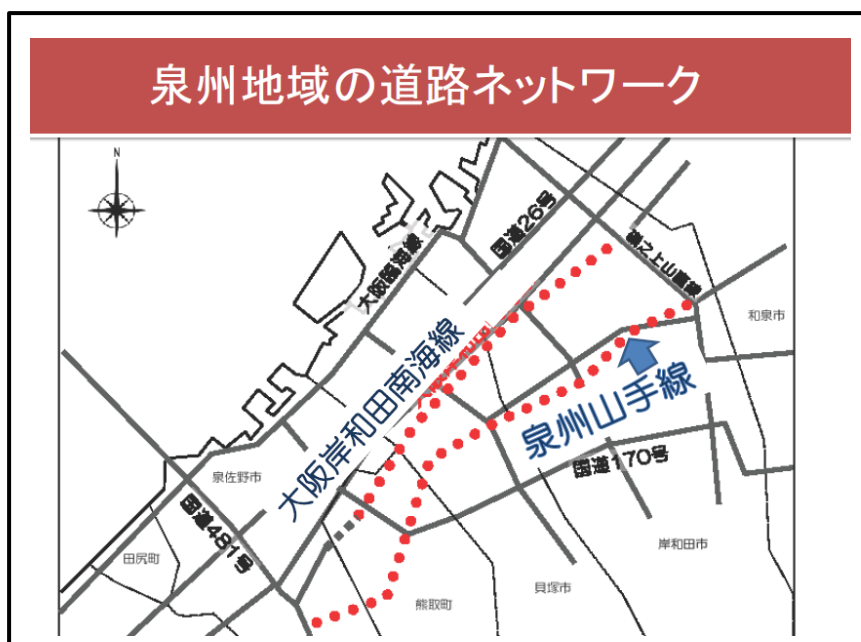 泉州地域の道路ネットワーク
N
国道26号
大阪臨海線
磯之上山直線
和泉市
大阪岸和田南海線
泉州山手線
国道170号
泉佐野市
国道481号
田尻町
岸和田市
貝塚市
熊取町